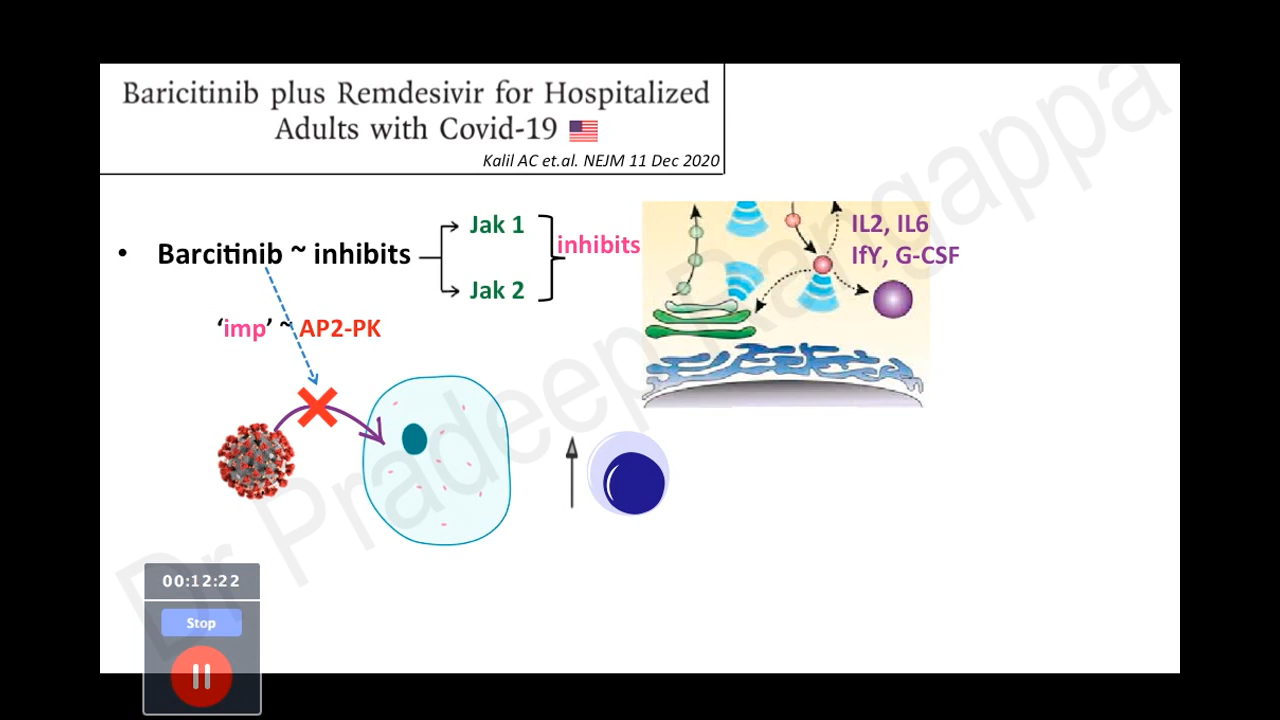 Baricitinib plus Remdesivir for Hospitalized
Adults with Covid-19
Kalil AC et.al. NEJM 11 Dec 2020
• Barcitinib ~ inhibits
Jak 1
Jak 2
inhibits
IL2, IL6
IfY, G-CSF
‘imp’ ~ AP2-PK
Dr Pradeep Rangappa
00:12:22
Stop